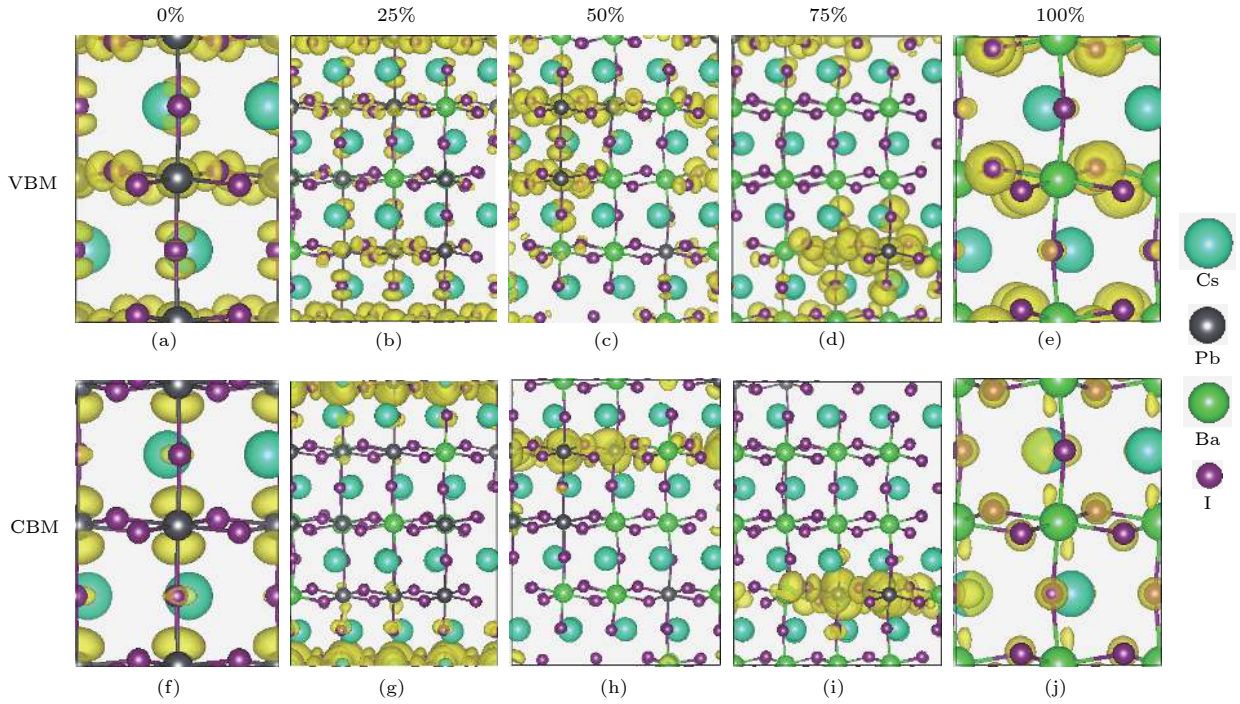 0% 25% 50% 75% 100%
VBM
(a) (b) (c) (d) (e)
Cs
Pb
Ba
I
CBM
(f) (g) (h) (i) (j)